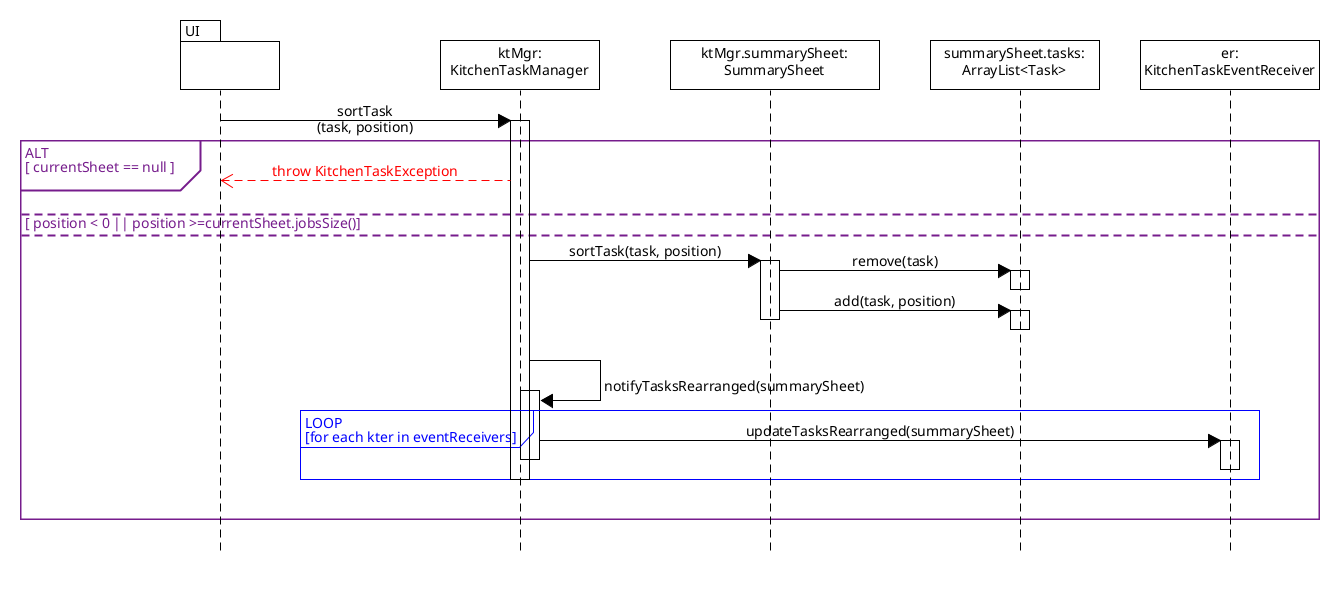 UI
ktMgr:
KitchenTaskManager
ktMgr.summarySheet:
SummarySheet
summarySheet.tasks:
ArrayList<Task>
er:
KitchenTaskEventReceiver
sortTask
(task, position)
ALT
[ currentSheet == null ]
throw KitchenTaskException
[ position < 0 || position >=currentSheet.jobsSize()]
sortTask(task, position)
remove(task)
add(task, position)
notifyTasksRearranged(summarySheet)
LOOP
[for each kter in eventReceivers]
updateTasksRearranged(summarySheet)